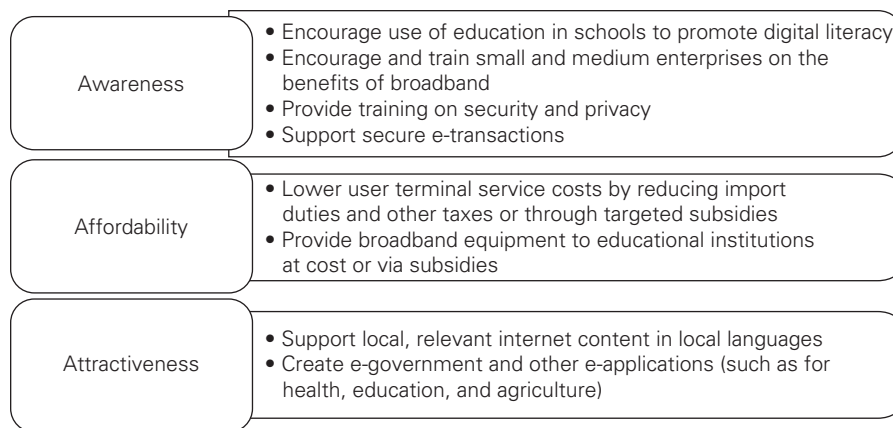 Awareness
• Encourage use of education in schools to promote digital literacy
• Encourage and train small and medium enterprises on the
benefits of broadband
• Provide training on security and privacy
• Support secure e-transactions
Affordability
• Lower user terminal service costs by reducing import
duties and other taxes or through targeted subsidies
• Provide broadband equipment to educational institutions
at cost or via subsidies
Attractiveness
• Support local, relevant internet content in local languages
• Create e-government and other e-applications (such as for
health, education, and agriculture)